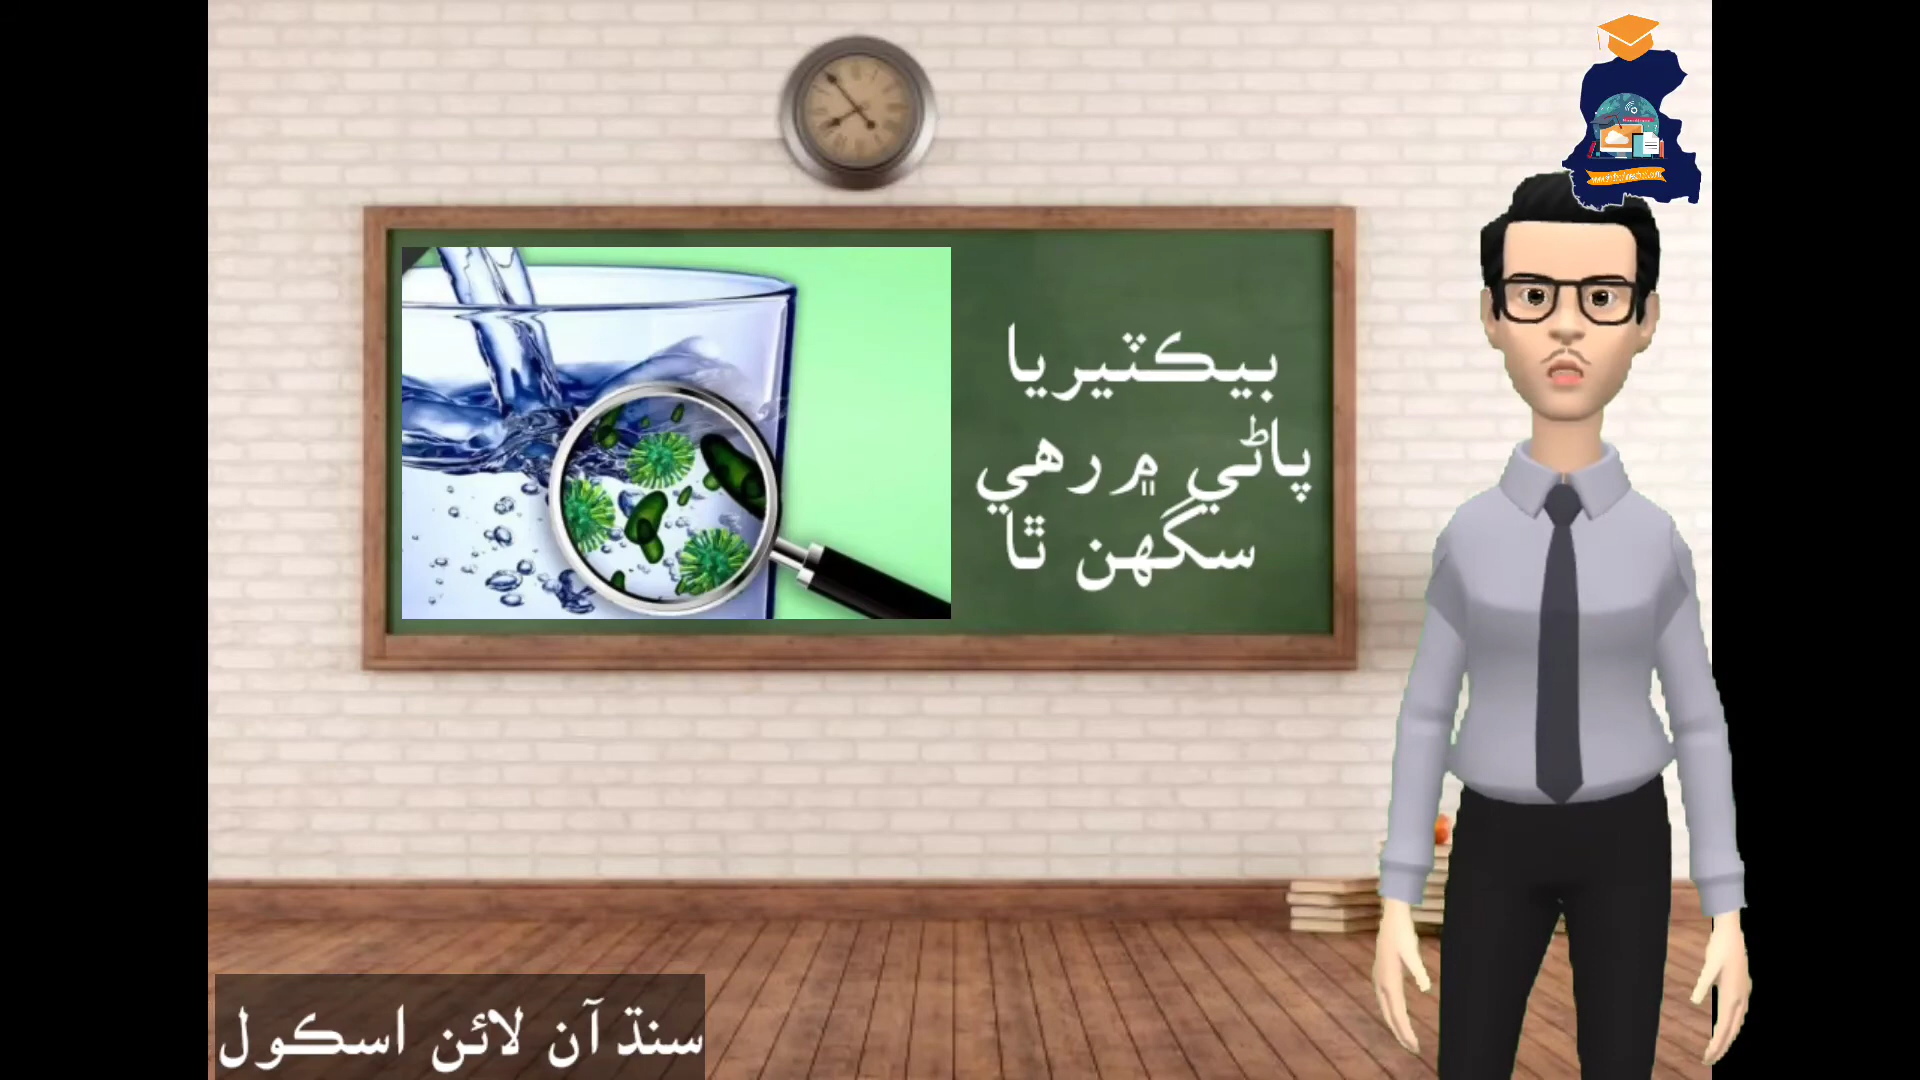 بيڪٽيريا
پاڻي ۾ رهي
سگهن ٿا
سنڌ آن لائن اسڪول